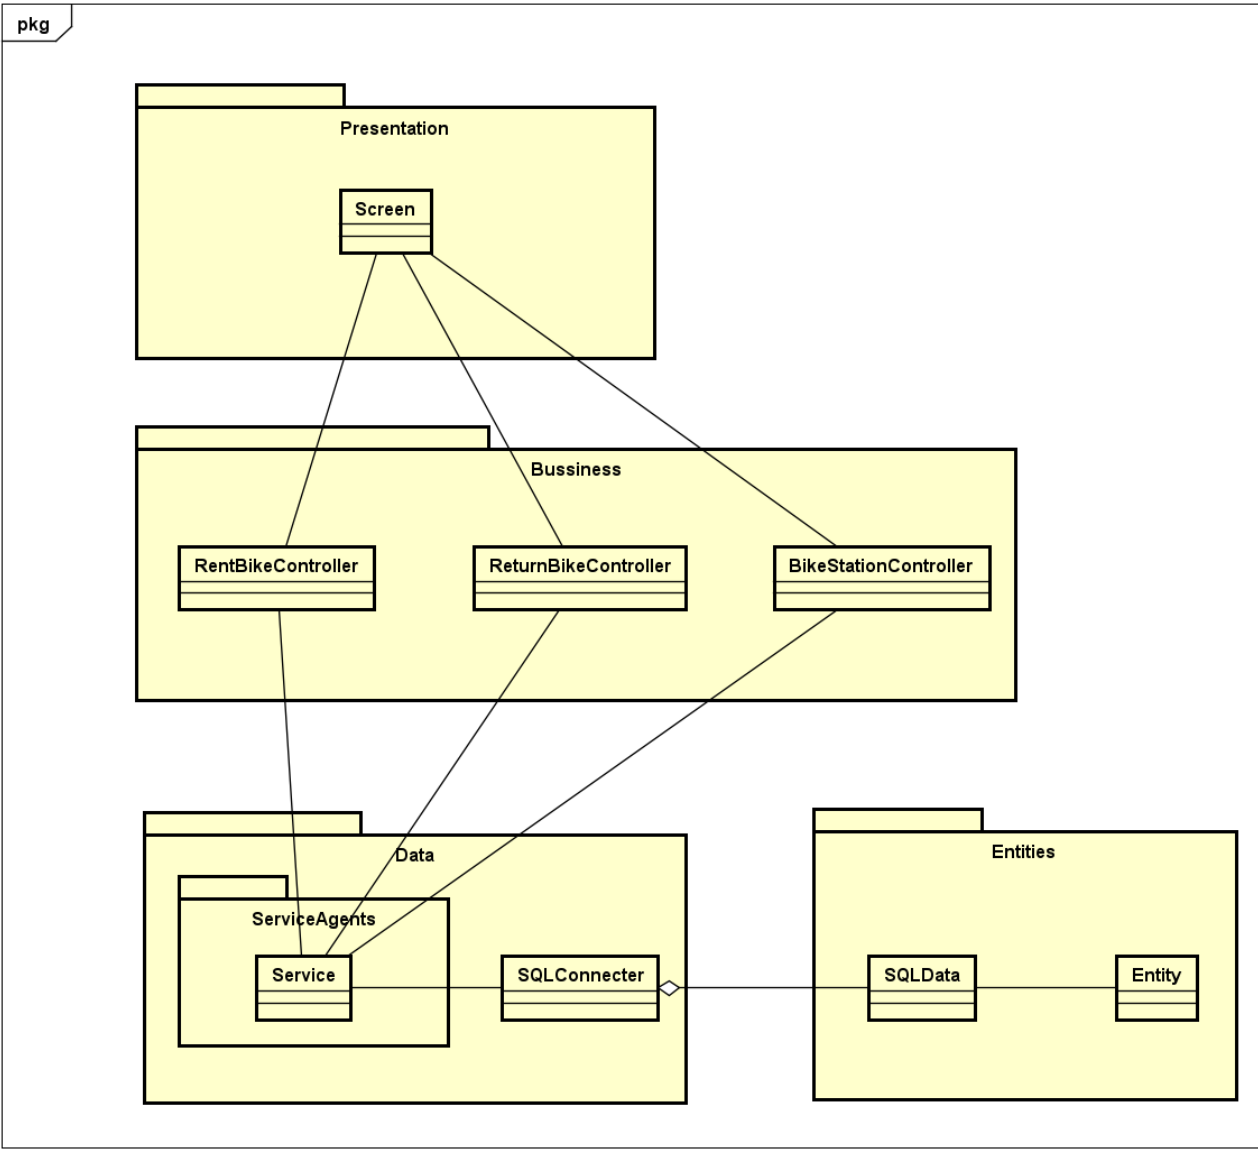 pkg
Presentation
Screen
Bussiness
RentBikeController
ReturnBikeController
BikeStationController
Data
Entities
ServiceAgents
Service
SQLConnecter
SQLData
Entity